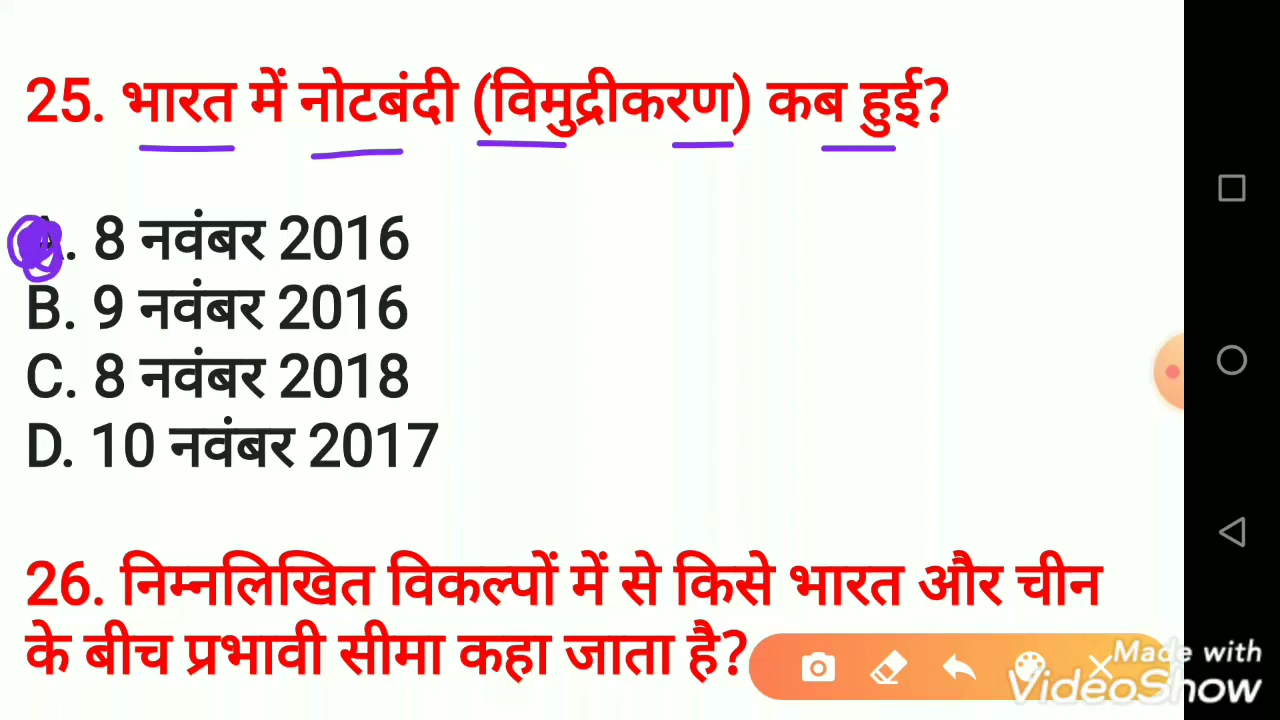 25. भारत में नोटबंदी (विमुद्रीकरण) कब हुई?
A. 8 नवंबर 2016
B. 9 नवंबर 2016
C. 8 नवंबर 2018
D. 10 नवंबर 2017
26. निम्नलिखित विकल्पों में से किसे भारत और चीन
के बीच प्रभावी सीमा कहा जाता है?
Made with
VideoShow